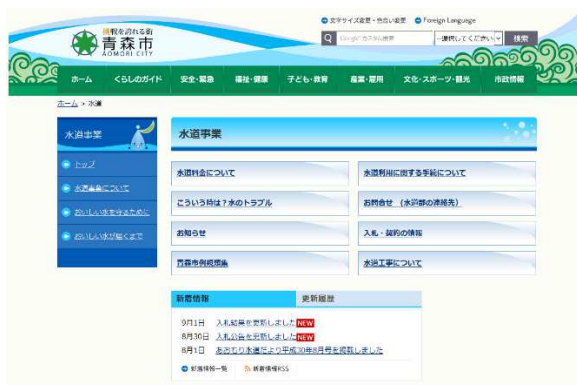 文字サイズ変更・色合い変更
Foreign Language
青森市
AOMORI CITY
検索
ホーム
くらしのガイド
安全・緊急
福祉・健康
子ども・教育
産業・雇用
文化・スポーツ・観光
市政情報
ホーム > 水道
水道事業
トップ
水道事業について
おいしい水を守るために
おいしい水が届くまで
水道事業
水道料金について
水道利用に関する手続について
こういう時は?水のトラブル
お問合せ (水道部の連絡先)
お知らせ
入札・契約の情報
青森市例規類集
水道工事について
新着情報
更新履歴
9月1日 入札結果を更新しました NEW
8月30日 入札公告を更新しました NEW
8月1日 あおもり水道だより平成30年8月号を掲載しました
新着情報一覧
新着情報RSS